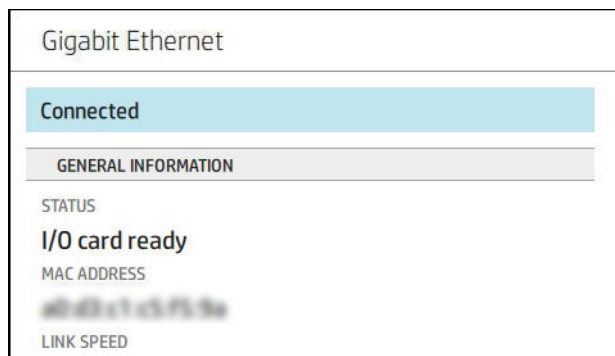 Gigabit Ethernet
Connected
GENERAL INFORMATION
STATUS
I/O card ready
MAC ADDRESS
LINK SPEED